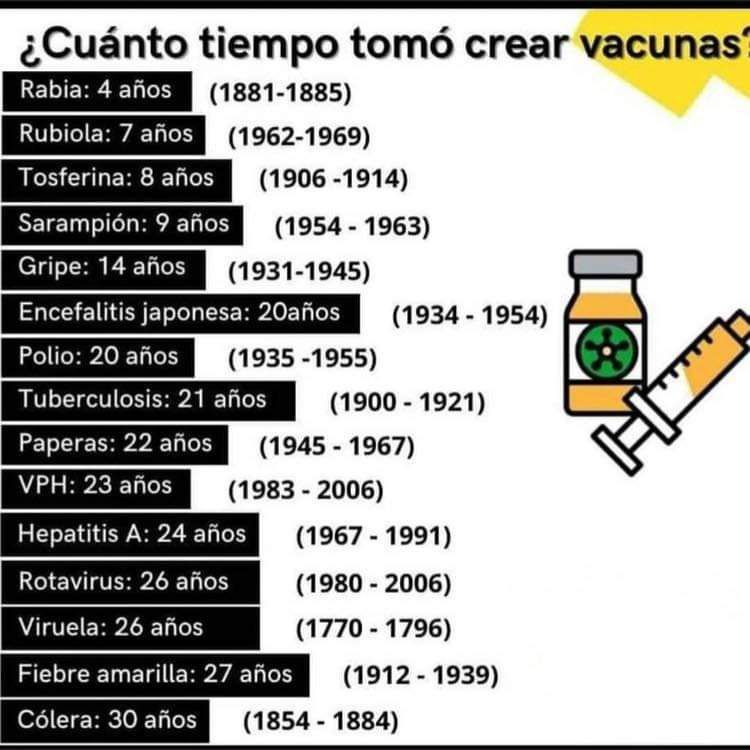 ¿Cuánto tiempo tomó crear vacunas?
Rabia: 4 años (1881-1885)
Rubiola: 7 años (1962-1969)
Tosferina: 8 años (1906 -1914)
Sarampión: 9 años (1954 - 1963)
Gripe: 14 años (1931-1945)
Encefalitis japonesa: 20años (1934 - 1954)
Polio: 20 años (1935 -1955)
Tuberculosis: 21 años (1900 - 1921)
Paperas: 22 años (1945 - 1967)
VPH: 23 años (1983 - 2006)
Hepatitis A: 24 años (1967 - 1991)
Rotavirus: 26 años (1980 - 2006)
Viruela: 26 años (1770 - 1796)
Fiebre amarilla: 27 años (1912 - 1939)
Cólera: 30 años (1854 - 1884)